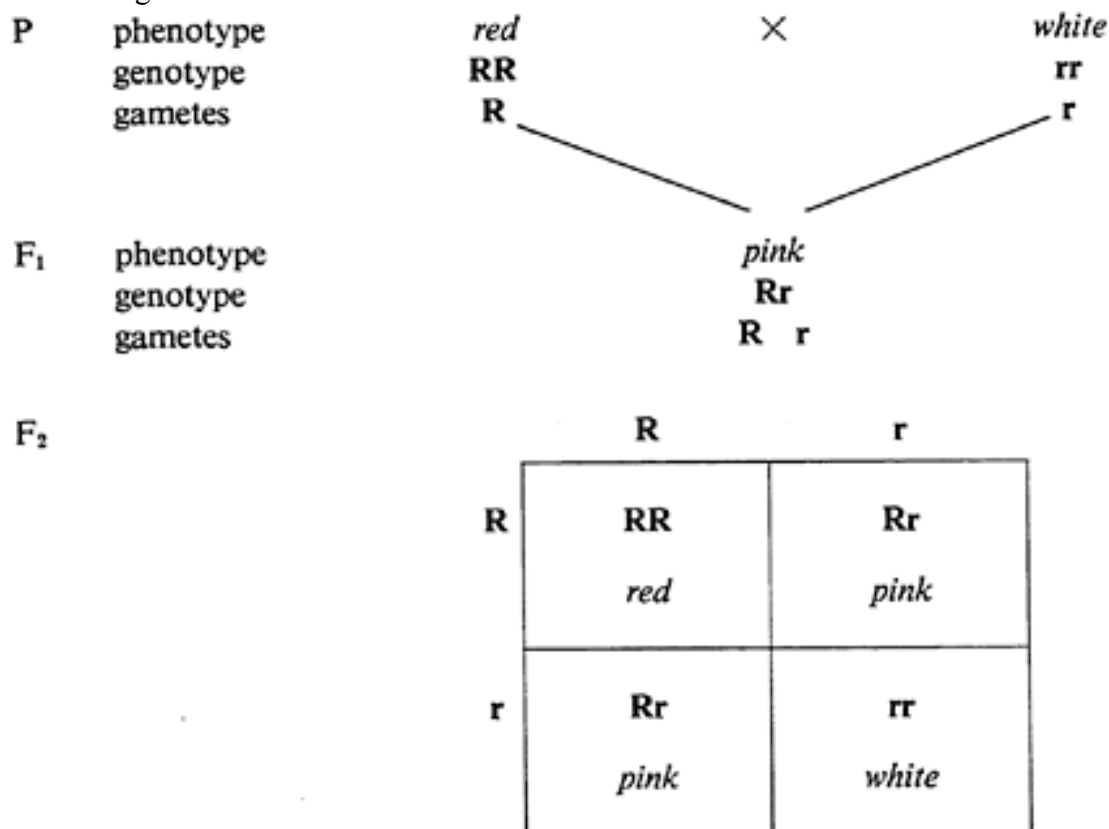 P phenotype red × white
genotype RR rr
gametes R r
F₁ phenotype pink
genotype Rr
gametes R r
F₂ R r
R RR Rr
red pink
r Rr rr
pink white